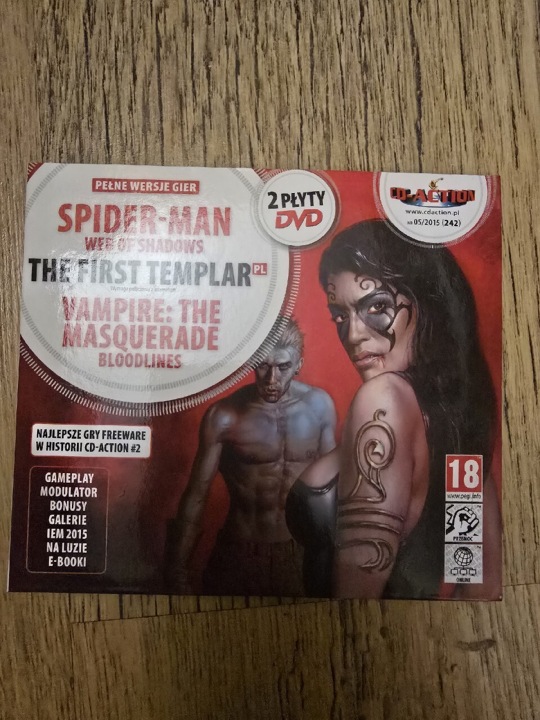 PEŁNE WERSJE GIER
SPIDER-MAN
WEB OF SHADOWS
THE FIRST TEMPLAR PL
VAMPIRE: THE
MASQUERADE
BLOODLINES
2 PŁYTY
DVD
CD-ACTION
www.cdaction.pl
NR 05/2015 (242)
NAJLEPSZE GRY FREEWARE
W HISTORII CD-ACTION #2
GAMEPLAY
MODULATOR
BONUSY
GALERIE
IEM 2015
NA LUZIE
E-BOOKI
18
www.pegi.info
PRZEMOC
ONLINE